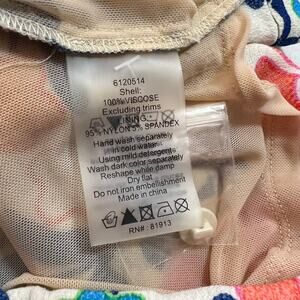 6120514
Shell:
100% VISCOSE
Excluding trims
LINING
95% NYLON 5% SPANDEX
Hand wash separately
in cold water
Using mild detergent
Wash dark color separately
Reshape while damp
Dry flat
Do not iron embellishment
Made in china
RN#: 81913